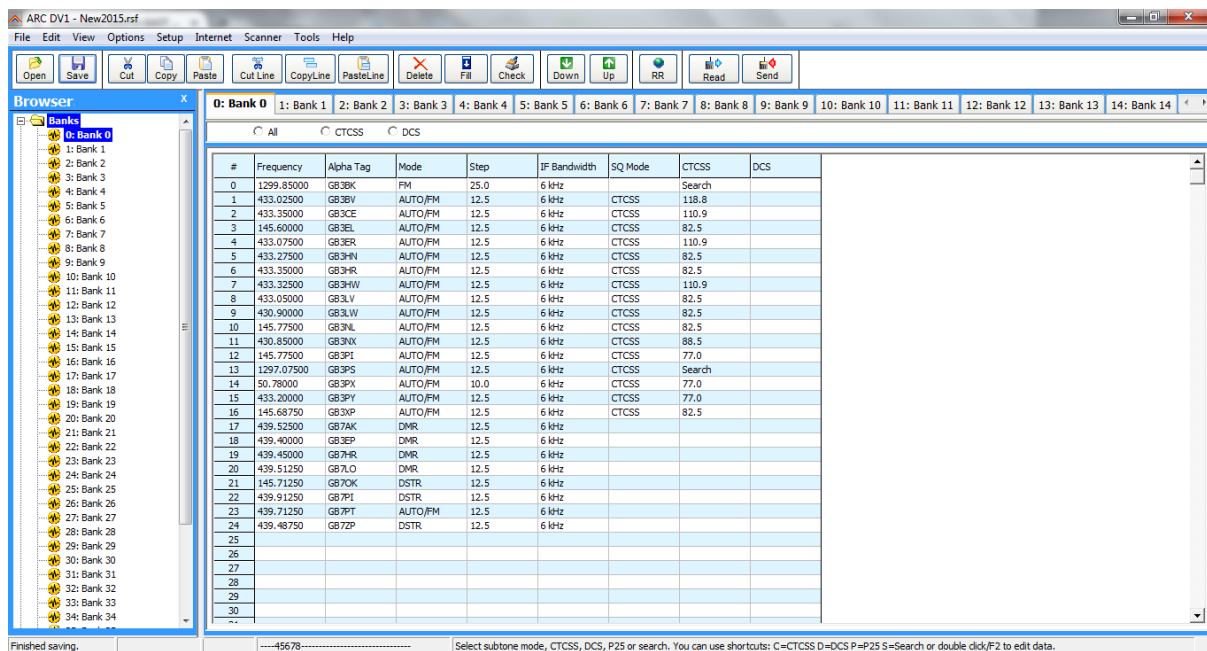 ARC DV1 - New2015.rsf
File Edit View Options Setup Internet Scanner Tools Help
Open Save Cut Copy Paste Cut Line CopyLine PasteLine Delete Fill Check Down Up RR Read Send
Browser x
Banks
0: Bank 0
1: Bank 1
2: Bank 2
3: Bank 3
4: Bank 4
5: Bank 5
6: Bank 6
7: Bank 7
8: Bank 8
9: Bank 9
10: Bank 10
11: Bank 11
12: Bank 12
13: Bank 13
14: Bank 14
15: Bank 15
16: Bank 16
17: Bank 17
18: Bank 18
19: Bank 19
20: Bank 20
21: Bank 21
22: Bank 22
23: Bank 23
24: Bank 24
25: Bank 25
26: Bank 26
27: Bank 27
28: Bank 28
29: Bank 29
30: Bank 30
31: Bank 31
32: Bank 32
33: Bank 33
34: Bank 34
0: Bank 0 1: Bank 1 2: Bank 2 3: Bank 3 4: Bank 4 5: Bank 5 6: Bank 6 7: Bank 7 8: Bank 8 9: Bank 9 10: Bank 10 11: Bank 11 12: Bank 12 13: Bank 13 14: Bank 14
All CTCSS DCS
# Frequency Alpha Tag Mode Step IF Bandwidth SQ Mode CTCSS DCS
0 1299.85000 GB3BK FM 25.0 6 kHz Search
1 433.02500 GB3BV AUTO/FM 12.5 6 kHz CTCSS 118.8
2 433.35000 GB3CE AUTO/FM 12.5 6 kHz CTCSS 110.9
3 145.60000 GB3EL AUTO/FM 12.5 6 kHz CTCSS 82.5
4 433.07500 GB3ER AUTO/FM 12.5 6 kHz CTCSS 110.9
5 433.27500 GB3HN AUTO/FM 12.5 6 kHz CTCSS 82.5
6 433.35000 GB3HR AUTO/FM 12.5 6 kHz CTCSS 82.5
7 433.32500 GB3HW AUTO/FM 12.5 6 kHz CTCSS 110.9
8 433.05000 GB3LV AUTO/FM 12.5 6 kHz CTCSS 82.5
9 430.90000 GB3LW AUTO/FM 12.5 6 kHz CTCSS 82.5
10 145.77500 GB3NL AUTO/FM 12.5 6 kHz CTCSS 82.5
11 430.85000 GB3NX AUTO/FM 12.5 6 kHz CTCSS 88.5
12 145.77500 GB3PI AUTO/FM 12.5 6 kHz CTCSS 77.0
13 1297.07500 GB3PS AUTO/FM 12.5 6 kHz CTCSS Search
14 50.78000 GB3PX AUTO/FM 10.0 6 kHz CTCSS 77.0
15 433.20000 GB3PY AUTO/FM 12.5 6 kHz CTCSS 77.0
16 145.68750 GB3XP AUTO/FM 12.5 6 kHz CTCSS 82.5
17 439.52500 GB7AK DMR 12.5 6 kHz
18 439.40000 GB3EP DMR 12.5 6 kHz
19 439.45000 GB7HR DMR 12.5 6 kHz
20 439.51250 GB7LO DMR 12.5 6 kHz
21 145.71250 GB7OK DSTR 12.5 6 kHz
22 439.91250 GB7PI DSTR 12.5 6 kHz
23 439.71250 GB7PT AUTO/FM 12.5 6 kHz
24 439.48750 GB7ZP DSTR 12.5 6 kHz
25
26
27
28
29
30
Finished saving. ----45678-------------------------------- Select subtone mode, CTCSS, DCS, P25 or search. You can use shortcuts: C=CTCSS D=DCS P=P25 S=Search or double click/F2 to edit data.